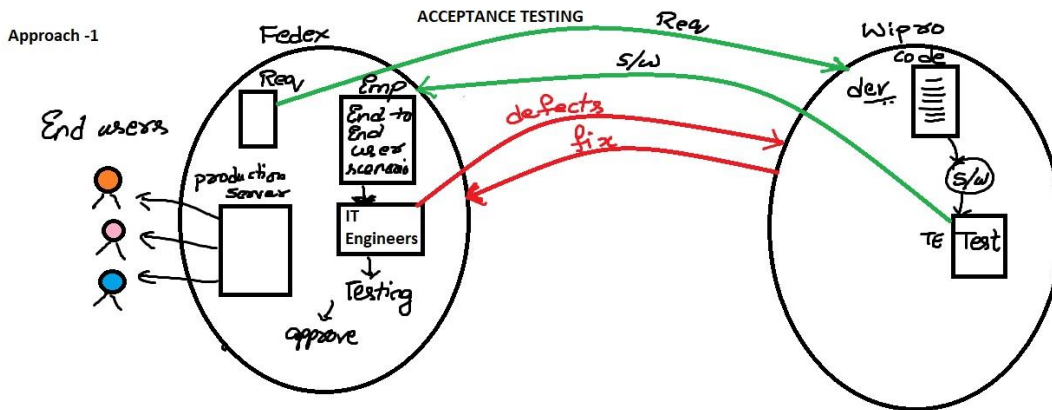 ACCEPTANCE TESTING
Approach -1
Fedex
Req
Wipro
Req
S/W
Emp
code
dev
End to
End
user
scenario
defects
fix
End users
production
server
S/W
IT
Engineers
TE
Test
Testing
approve